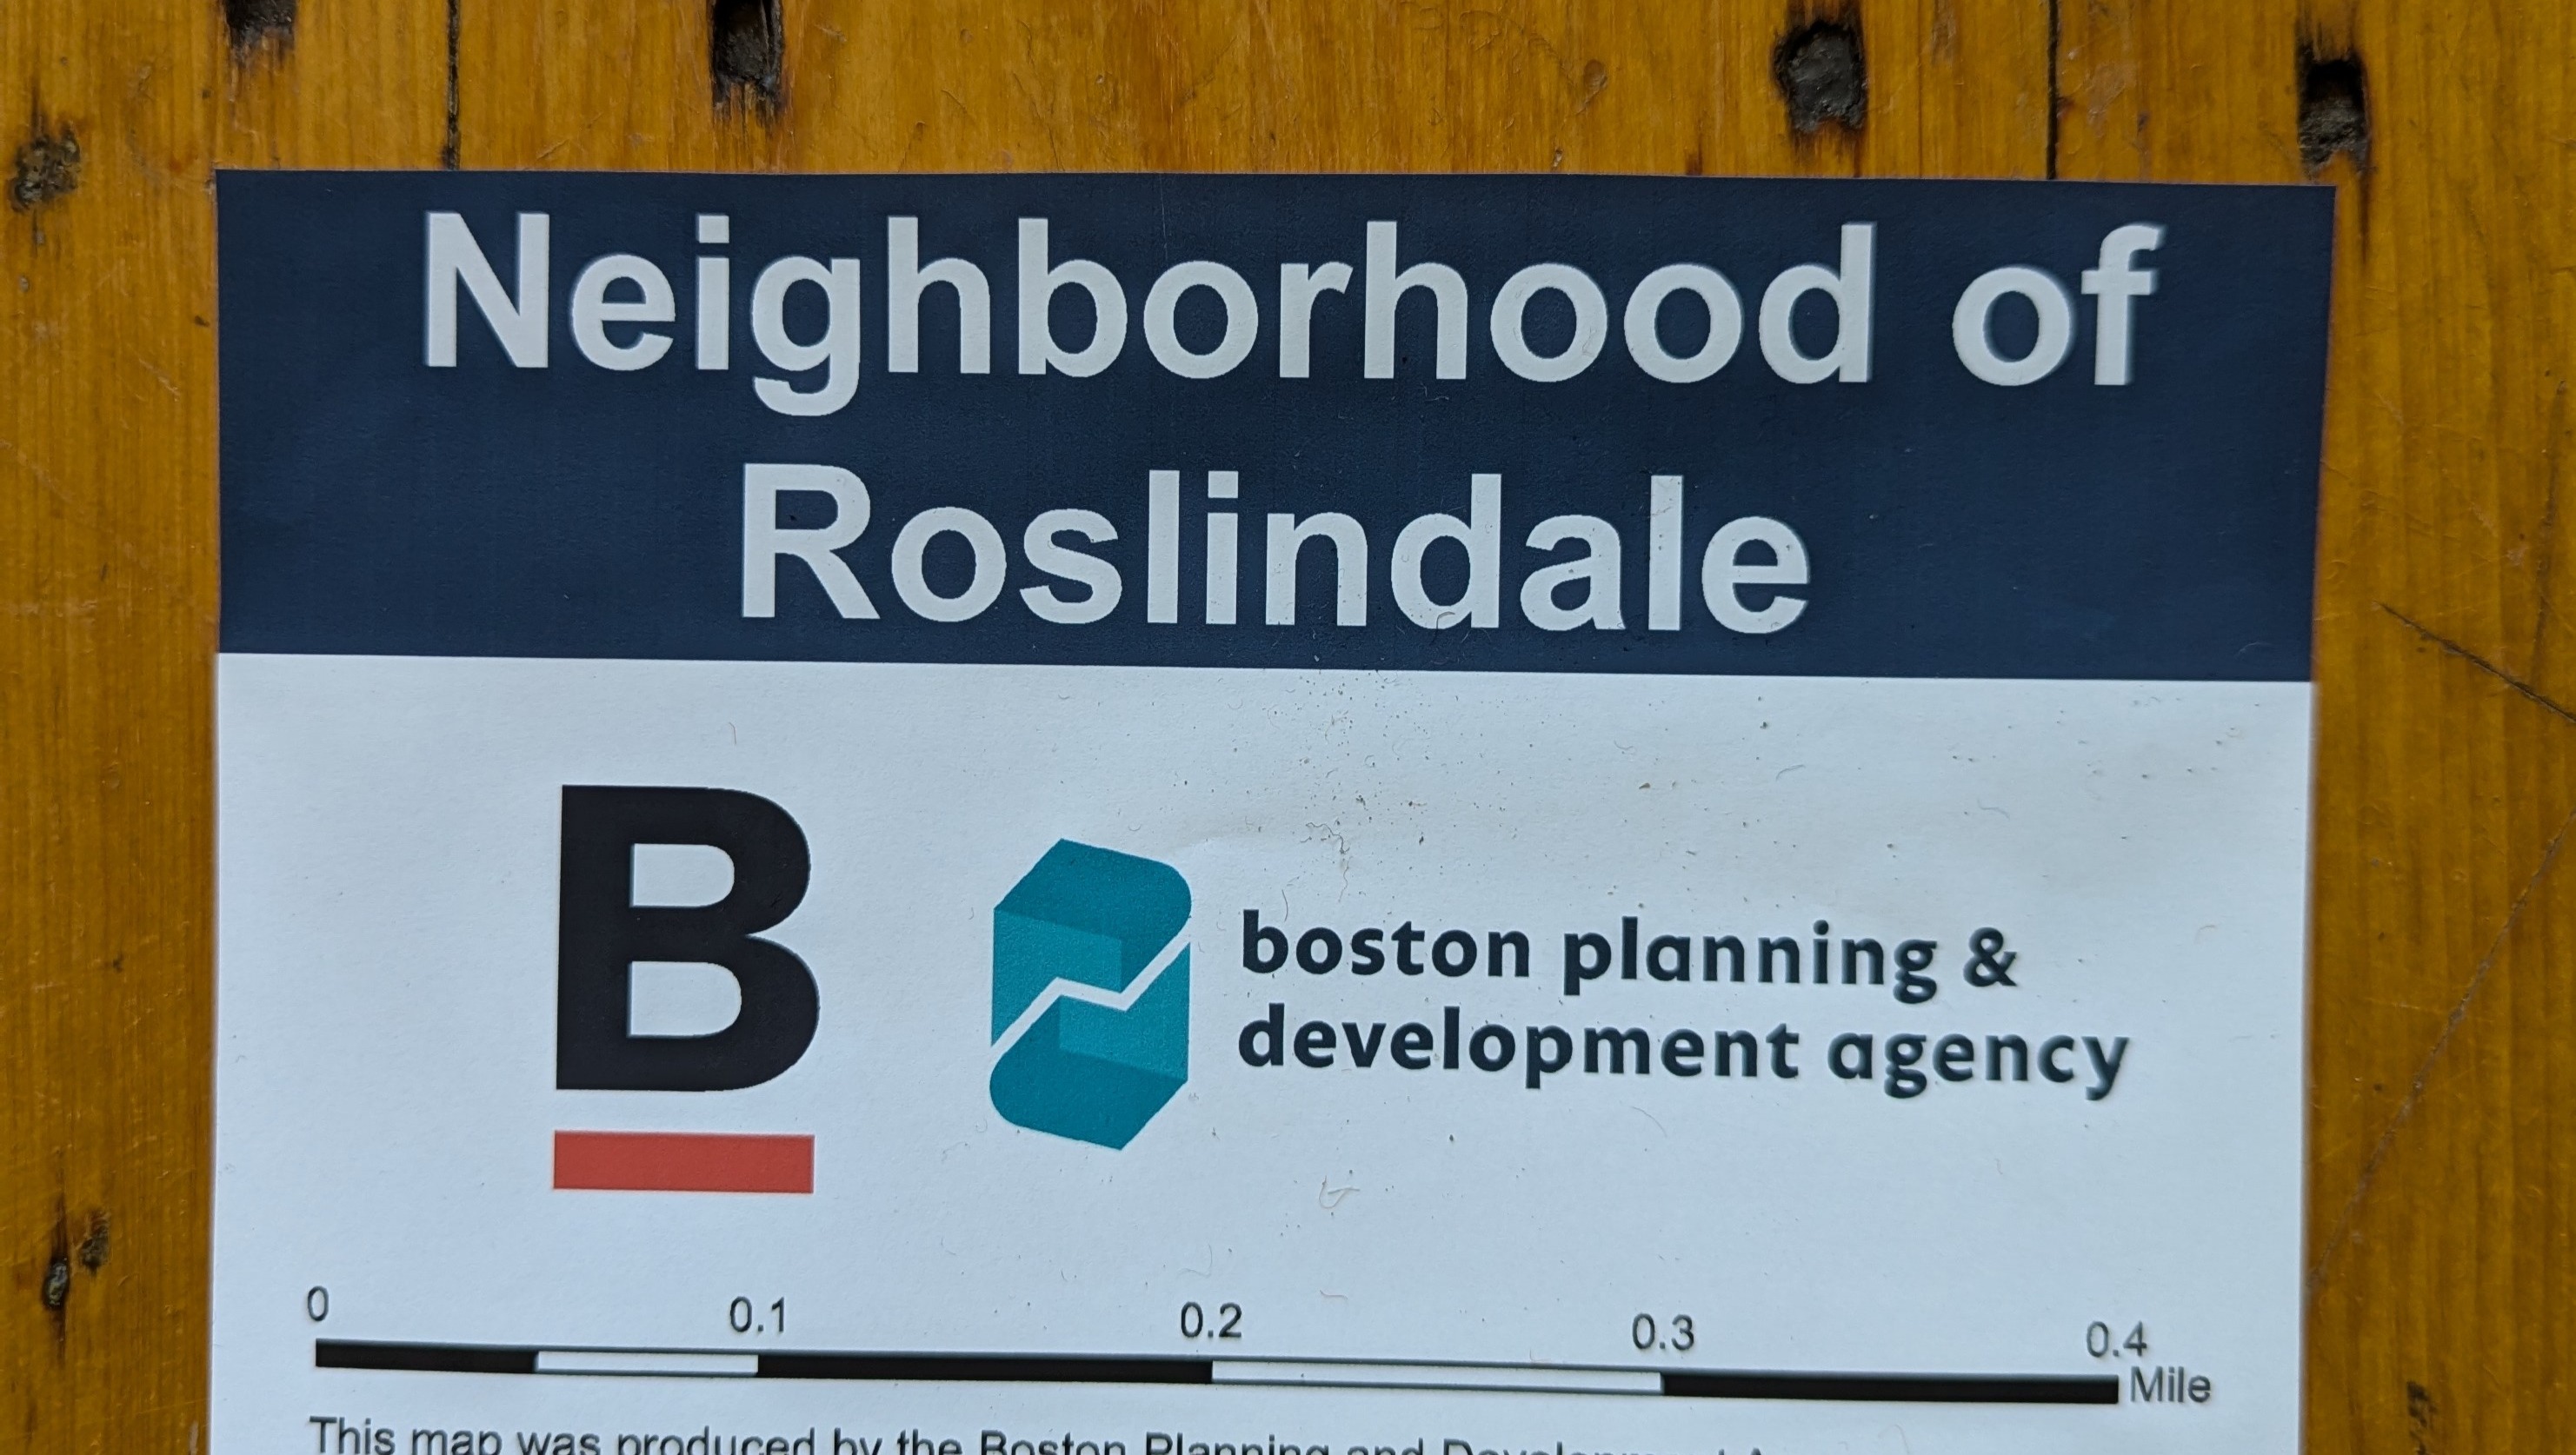 Neighborhood of
Roslindale
B
boston planning &
development agency
0 0.1 0.2 0.3 0.4
Mile
This map was produced by the Boston Planning and Development